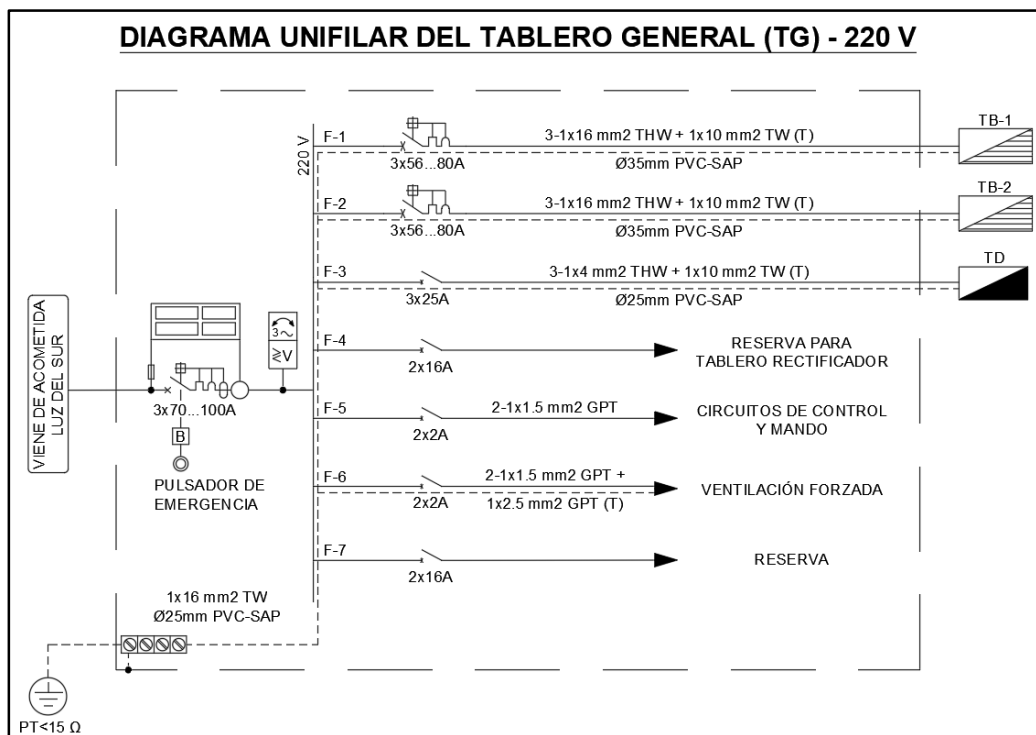 DIAGRAMA UNIFILAR DEL TABLERO GENERAL (TG) - 220 V
VIENE DE ACOMETIDA
LUZ DEL SUR
3x70...100A
B
PULSADOR DE
EMERGENCIA
3~
≷V
220 V
F-1
3x56...80A
3-1x16 mm2 THW + 1x10 mm2 TW (T)
Ø35mm PVC-SAP
TB-1
F-2
3x56...80A
3-1x16 mm2 THW + 1x10 mm2 TW (T)
Ø35mm PVC-SAP
TB-2
F-3
3x25A
3-1x4 mm2 THW + 1x10 mm2 TW (T)
Ø25mm PVC-SAP
TD
F-4
2x16A
RESERVA PARA
TABLERO RECTIFICADOR
F-5
2x2A
2-1x1.5 mm2 GPT
CIRCUITOS DE CONTROL
Y MANDO
F-6
2x2A
2-1x1.5 mm2 GPT +
1x2.5 mm2 GPT (T)
VENTILACIÓN FORZADA
F-7
2x16A
RESERVA
1x16 mm2 TW
Ø25mm PVC-SAP
PT<15 Ω